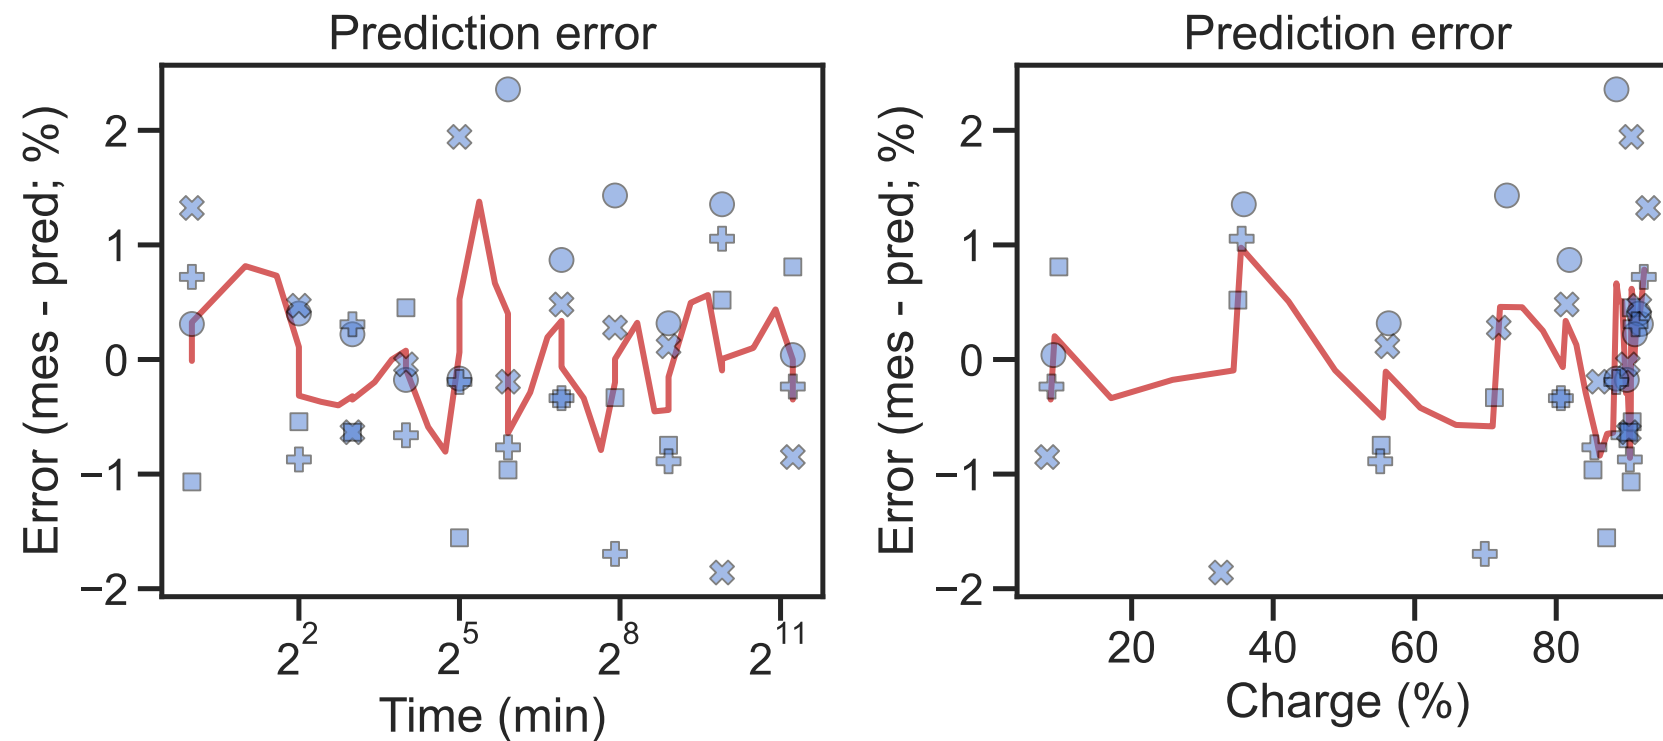 Prediction error
Error (mes - pred; %)
2
1
0
−1
−2
2^2 2^5 2^8 2^11
Time (min)
Prediction error
Error (mes - pred; %)
2
1
0
−1
−2
20 40 60 80
Charge (%)